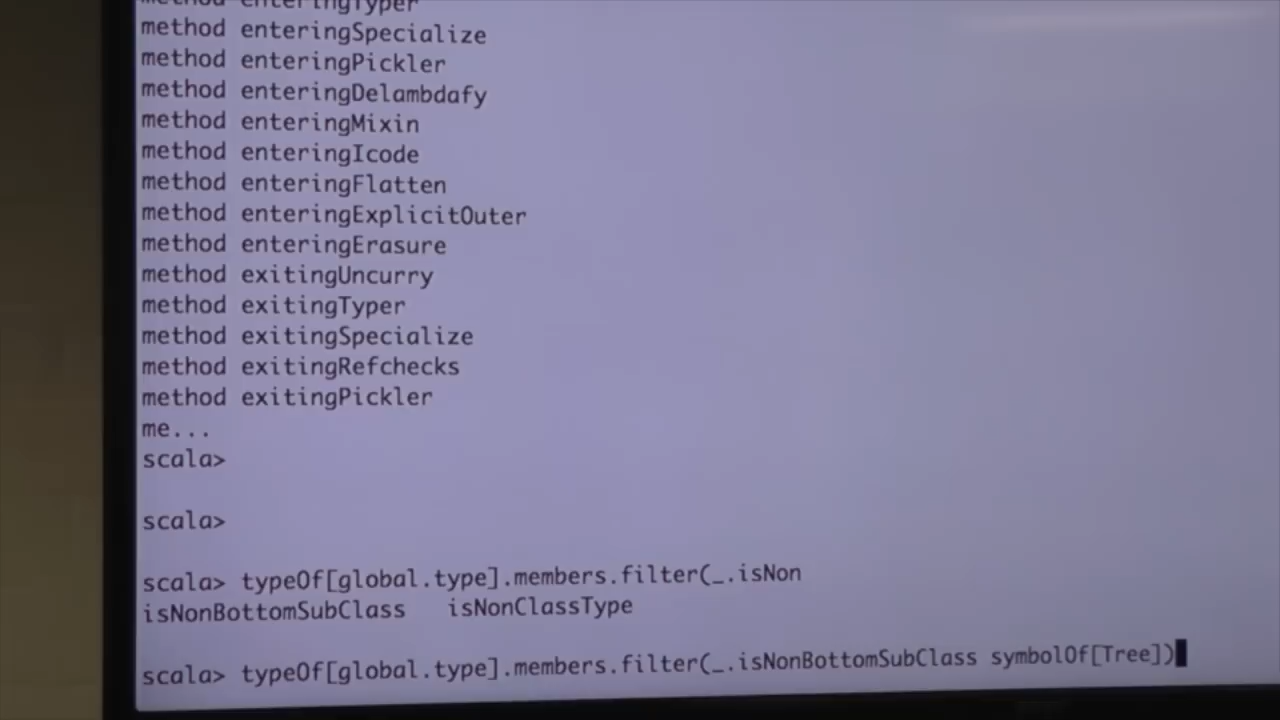 method enteringTyper
method enteringSpecialize
method enteringPickler
method enteringDelambdafy
method enteringMixin
method enteringIcode
method enteringFlatten
method enteringExplicitOuter
method enteringErasure
method exitingUncurry
method exitingTyper
method exitingSpecialize
method exitingRefchecks
method exitingPickler
me...
scala>
scala>
scala> typeOf[global.type].members.filter(_.isNon
isNonBottomSubClass   isNonClassType
scala> typeOf[global.type].members.filter(_.isNonBottomSubClass symbolOf[Tree])